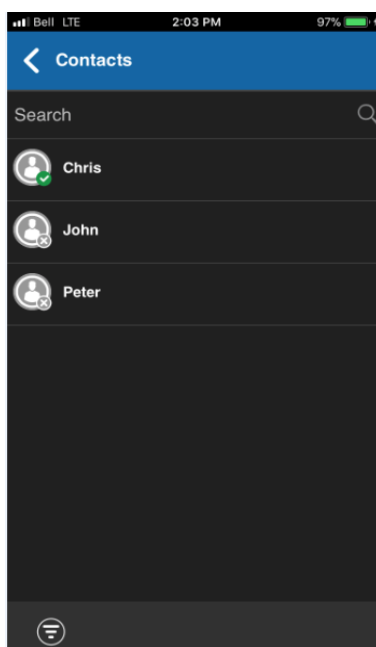 Bell LTE 2:03 PM 97%
Contacts
Search
Chris
John
Peter